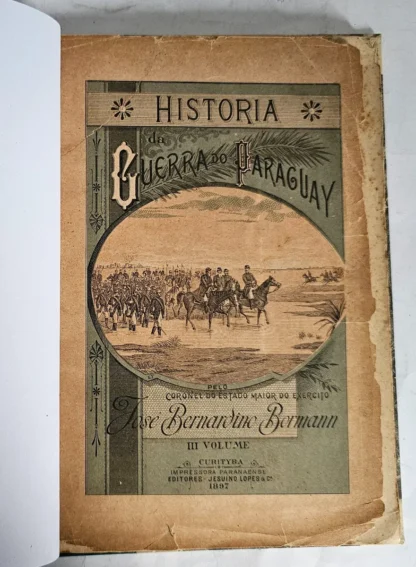 HISTORIA
da
GUERRA DO PARAGUAY
PELO
CORONEL DO ESTADO MAIOR DO EXERCITO
José Bernardino Bormann
III VOLUME
CURITYBA
IMPRESSORA PARANAENSE
EDITORES JESUINO LOPES & Cª
1897